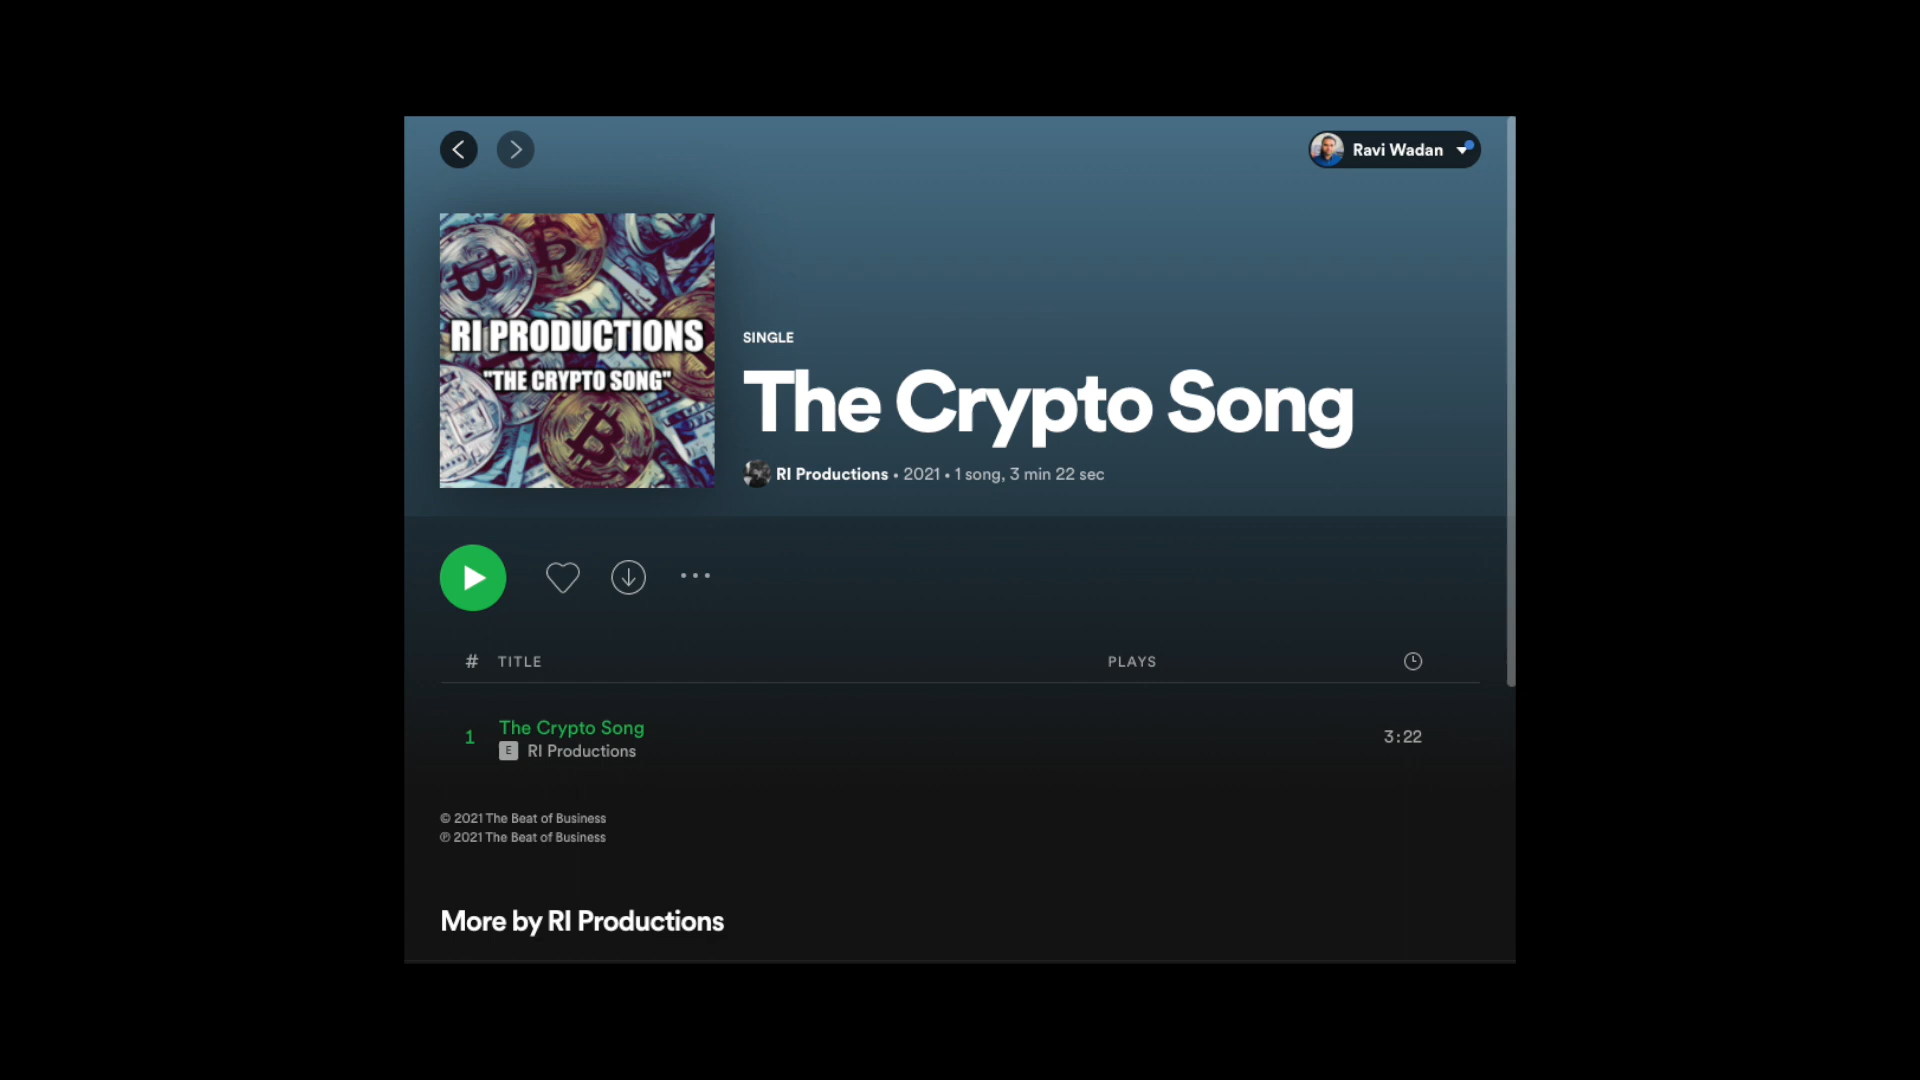 Ravi Wadan
RI PRODUCTIONS
"THE CRYPTO SONG"
SINGLE
The Crypto Song
RI Productions • 2021 • 1 song, 3 min 22 sec
# TITLE PLAYS
1 The Crypto Song 3:22
E RI Productions
© 2021 The Beat of Business
℗ 2021 The Beat of Business
More by RI Productions